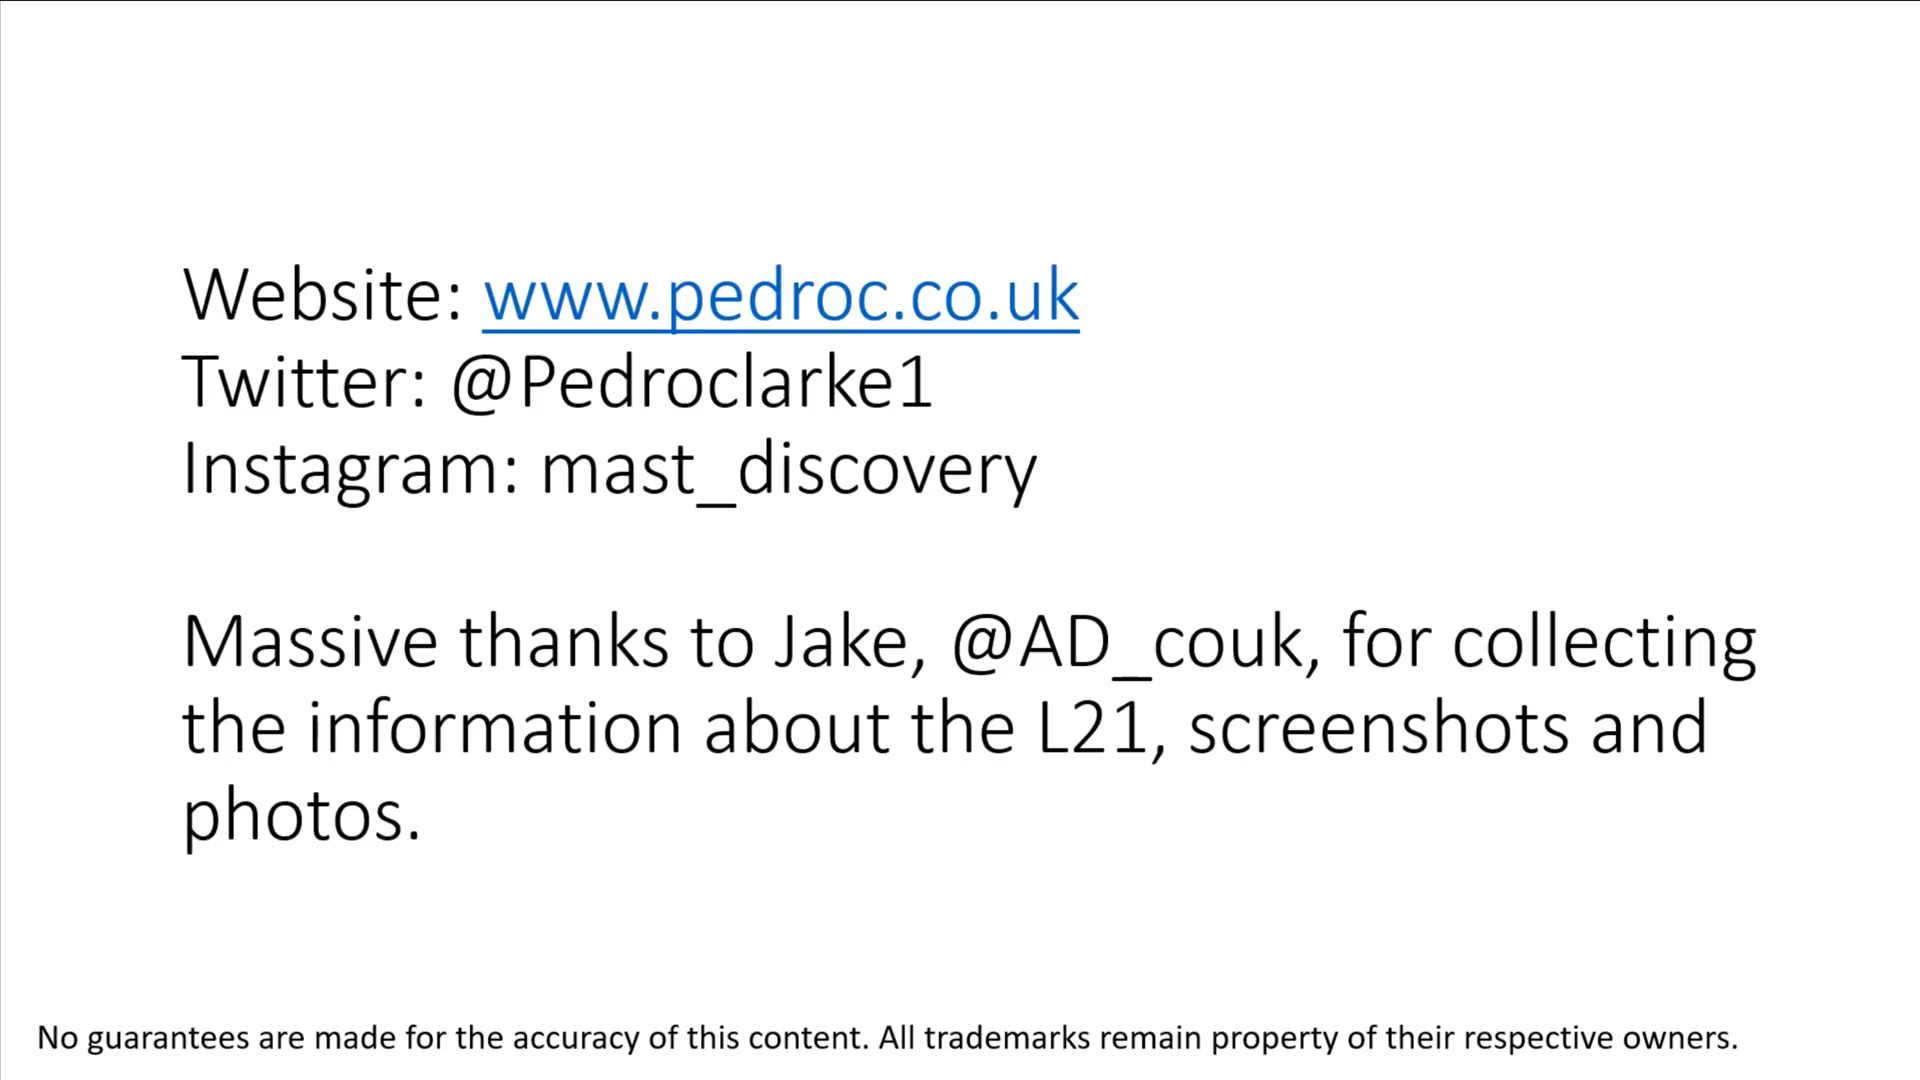 Website: www.pedroc.co.uk
Twitter: @Pedroclarke1
Instagram: mast_discovery
Massive thanks to Jake, @AD_couk, for collecting
the information about the L21, screenshots and
photos.
No guarantees are made for the accuracy of this content. All trademarks remain property of their respective owners.